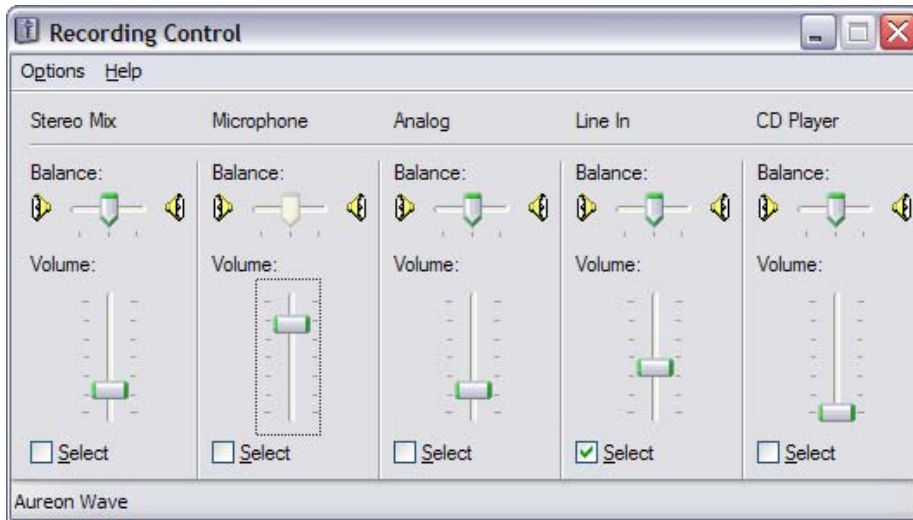 Recording Control
Options Help
Stereo Mix Microphone Analog Line In CD Player
Balance: Balance: Balance: Balance: Balance:
Volume: Volume: Volume: Volume: Volume:
Select Select Select Select Select
Aureon Wave